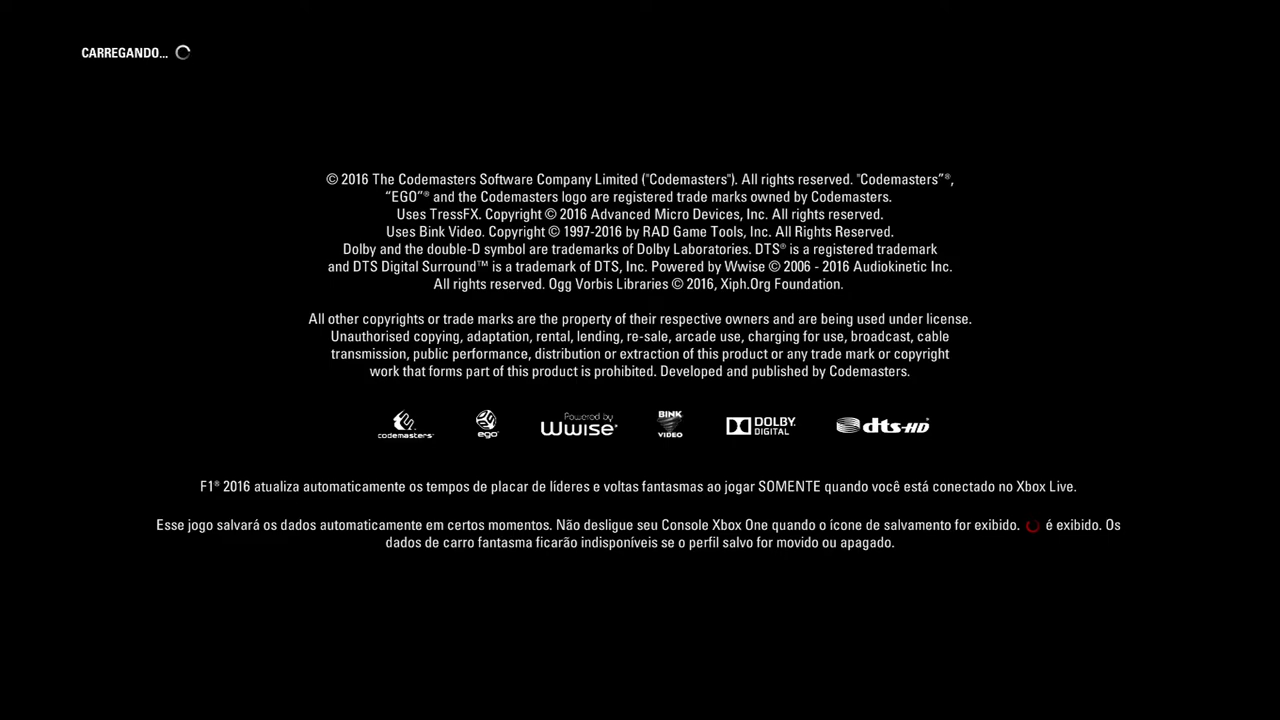 CARREGANDO...
© 2016 The Codemasters Software Company Limited ("Codemasters"). All rights reserved. "Codemasters”®,
“EGO”® and the Codemasters logo are registered trade marks owned by Codemasters.
Uses TressFX. Copyright © 2016 Advanced Micro Devices, Inc. All rights reserved.
Uses Bink Video. Copyright © 1997-2016 by RAD Game Tools, Inc. All Rights Reserved.
Dolby and the double-D symbol are trademarks of Dolby Laboratories. DTS® is a registered trademark
and DTS Digital Surround™ is a trademark of DTS, Inc. Powered by Wwise © 2006 - 2016 Audiokinetic Inc.
All rights reserved. Ogg Vorbis Libraries © 2016, Xiph.Org Foundation.
All other copyrights or trade marks are the property of their respective owners and are being used under license.
Unauthorised copying, adaptation, rental, lending, re-sale, arcade use, charging for use, broadcast, cable
transmission, public performance, distribution or extraction of this product or any trade mark or copyright
work that forms part of this product is prohibited. Developed and published by Codemasters.
codemasters®
ego™
Powered by
Wwise®
BINK
VIDEO
DOLBY
DIGITAL
dts-HD®
F1® 2016 atualiza automaticamente os tempos de placar de líderes e voltas fantasmas ao jogar SOMENTE quando você está conectado no Xbox Live.
Esse jogo salvará os dados automaticamente em certos momentos. Não desligue seu Console Xbox One quando o ícone de salvamento for exibido. é exibido. Os
dados de carro fantasma ficarão indisponíveis se o perfil salvo for movido ou apagado.